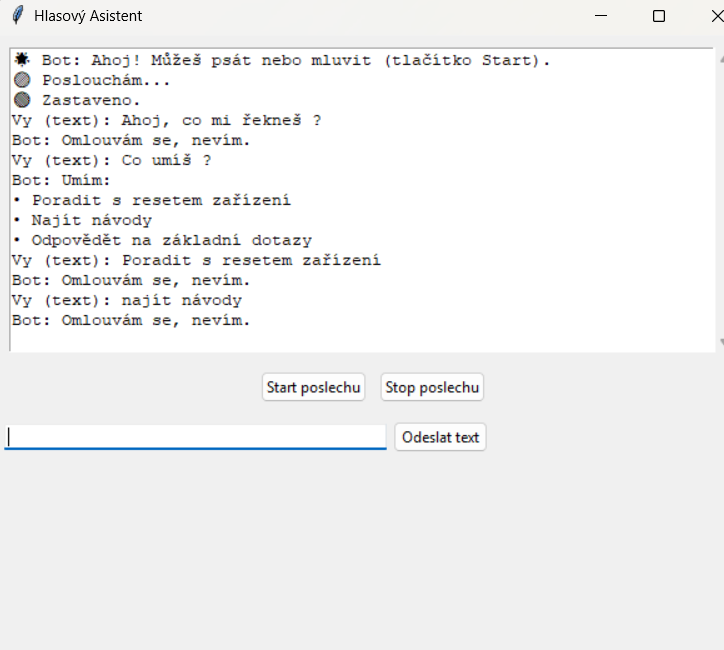 Hlasový Asistent
Bot: Ahoj! Můžeš psát nebo mluvit (tlačítko Start).
Poslouchám...
Zastaveno.
Vy (text): Ahoj, co mi řekneš ?
Bot: Omlouvám se, nevím.
Vy (text): Co umíš ?
Bot: Umím:
• Poradit s resetem zařízení
• Najít návody
• Odpovědět na základní dotazy
Vy (text): Poradit s resetem zařízení
Bot: Omlouvám se, nevím.
Vy (text): najít návody
Bot: Omlouvám se, nevím.
Start poslechu Stop poslechu
Odeslat text